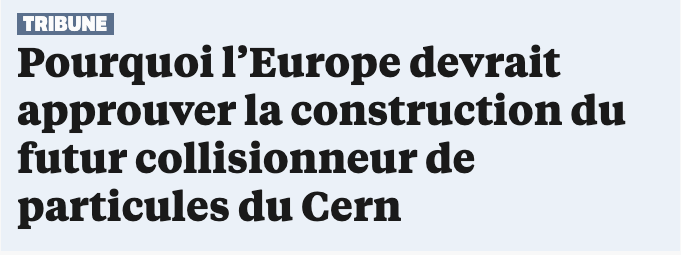 TRIBUNE
Pourquoi l’Europe devrait
approuver la construction du
futur collisionneur de
particules du Cern